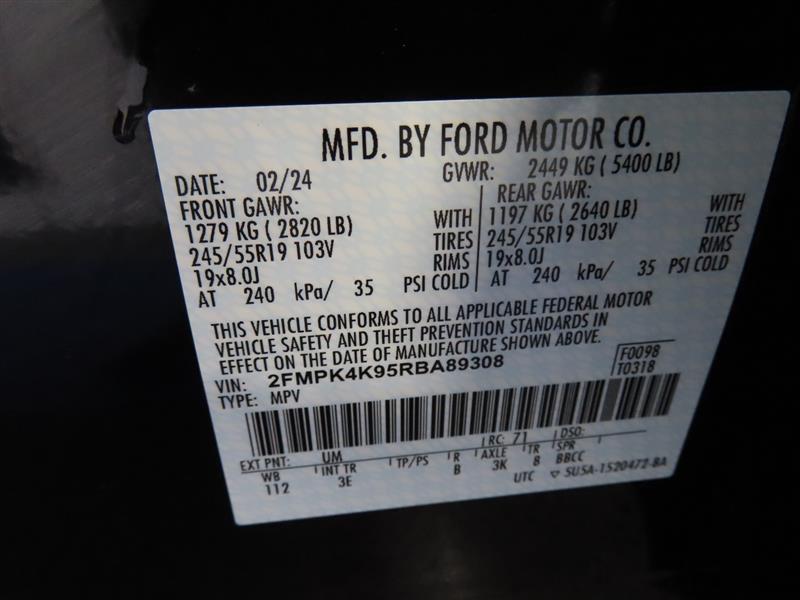 MFD. BY FORD MOTOR CO.
DATE: 02/24 GVWR: 2449 KG ( 5400 LB)
FRONT GAWR: REAR GAWR:
1279 KG ( 2820 LB) WITH 1197 KG ( 2640 LB) WITH
245/55R19 103V TIRES 245/55R19 103V TIRES
19x8.0J RIMS 19x8.0J RIMS
AT 240 kPa/ 35 PSI COLD AT 240 kPa/ 35 PSI COLD
THIS VEHICLE CONFORMS TO ALL APPLICABLE FEDERAL MOTOR
VEHICLE SAFETY AND THEFT PREVENTION STANDARDS IN
EFFECT ON THE DATE OF MANUFACTURE SHOWN ABOVE.
VIN: 2FMPK4K95RBA89308 F0098
TYPE: MPV T0318
EXT PNT: UM RC: 71 DSO:
WB INT TR TP/PS R AXLE TR SPR
112 3E B 3K 8 BBCC
UTC ▽ SU5A-1520472-BA